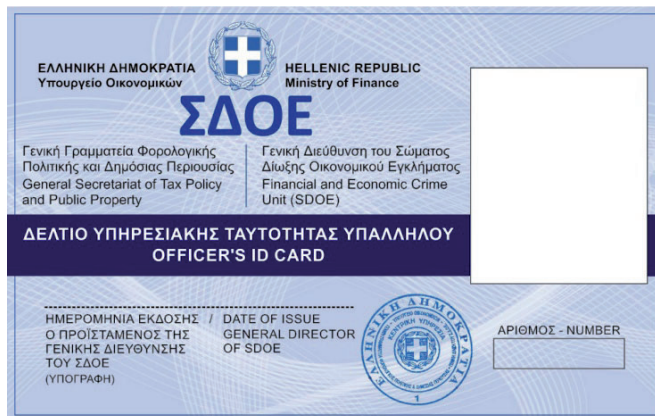 ΕΛΛΗΝΙΚΗ ΔΗΜΟΚΡΑΤΙΑ
Υπουργείο Οικονομικών
HELLENIC REPUBLIC
Ministry of Finance
ΣΔΟΕ
Γενική Γραμματεία Φορολογικής
Πολιτικής και Δημόσιας Περιουσίας
General Secretariat of Tax Policy
and Public Property
Γενική Διεύθυνση του Σώματος
Δίωξης Οικονομικού Εγκλήματος
Financial and Economic Crime
Unit (SDOE)
ΔΕΛΤΙΟ ΥΠΗΡΕΣΙΑΚΗΣ ΤΑΥΤΟΤΗΤΑΣ ΥΠΑΛΛΗΛΟΥ
OFFICER'S ID CARD
ΗΜΕΡΟΜΗΝΙΑ ΕΚΔΟΣΗΣ / DATE OF ISSUE
Ο ΠΡΟΪΣΤΑΜΕΝΟΣ ΤΗΣ
ΓΕΝΙΚΗΣ ΔΙΕΥΘΥΝΣΗΣ
ΤΟΥ ΣΔΟΕ
(ΥΠΟΓΡΑΦΗ)
GENERAL DIRECTOR
OF SDOE
ΕΛΛΗΝΙΚΗ ΔΗΜΟΚΡΑΤΙΑ
ΚΕΝΤΡΙΚΗ ΥΠΗΡΕΣΙΑ
1
ΑΡΙΘΜΟΣ - NUMBER